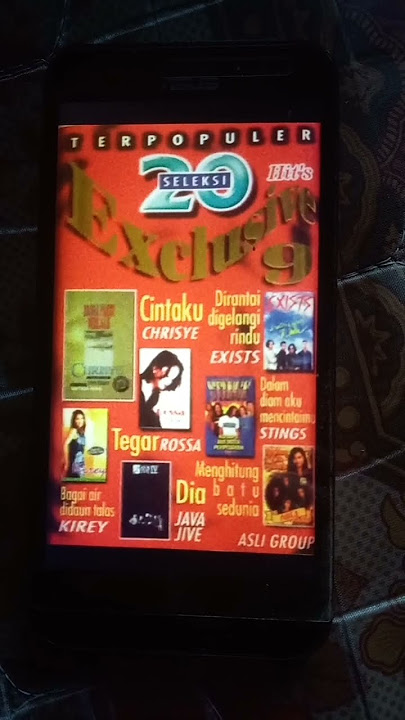 TERPOPULER
20
SELEKSI
Hit's
Exclusive
9
Cintaku
CHRISYE
Dirantai
digelangi
rindu
EXISTS
EXISTS
Tegar ROSSA
Dalam
diam aku
mencintaimu
STINGS
Bagai air
didaun talas
KIREY
Dia
JAVA
JIVE
Menghitung
batu
sedunia
ASLI GROUP